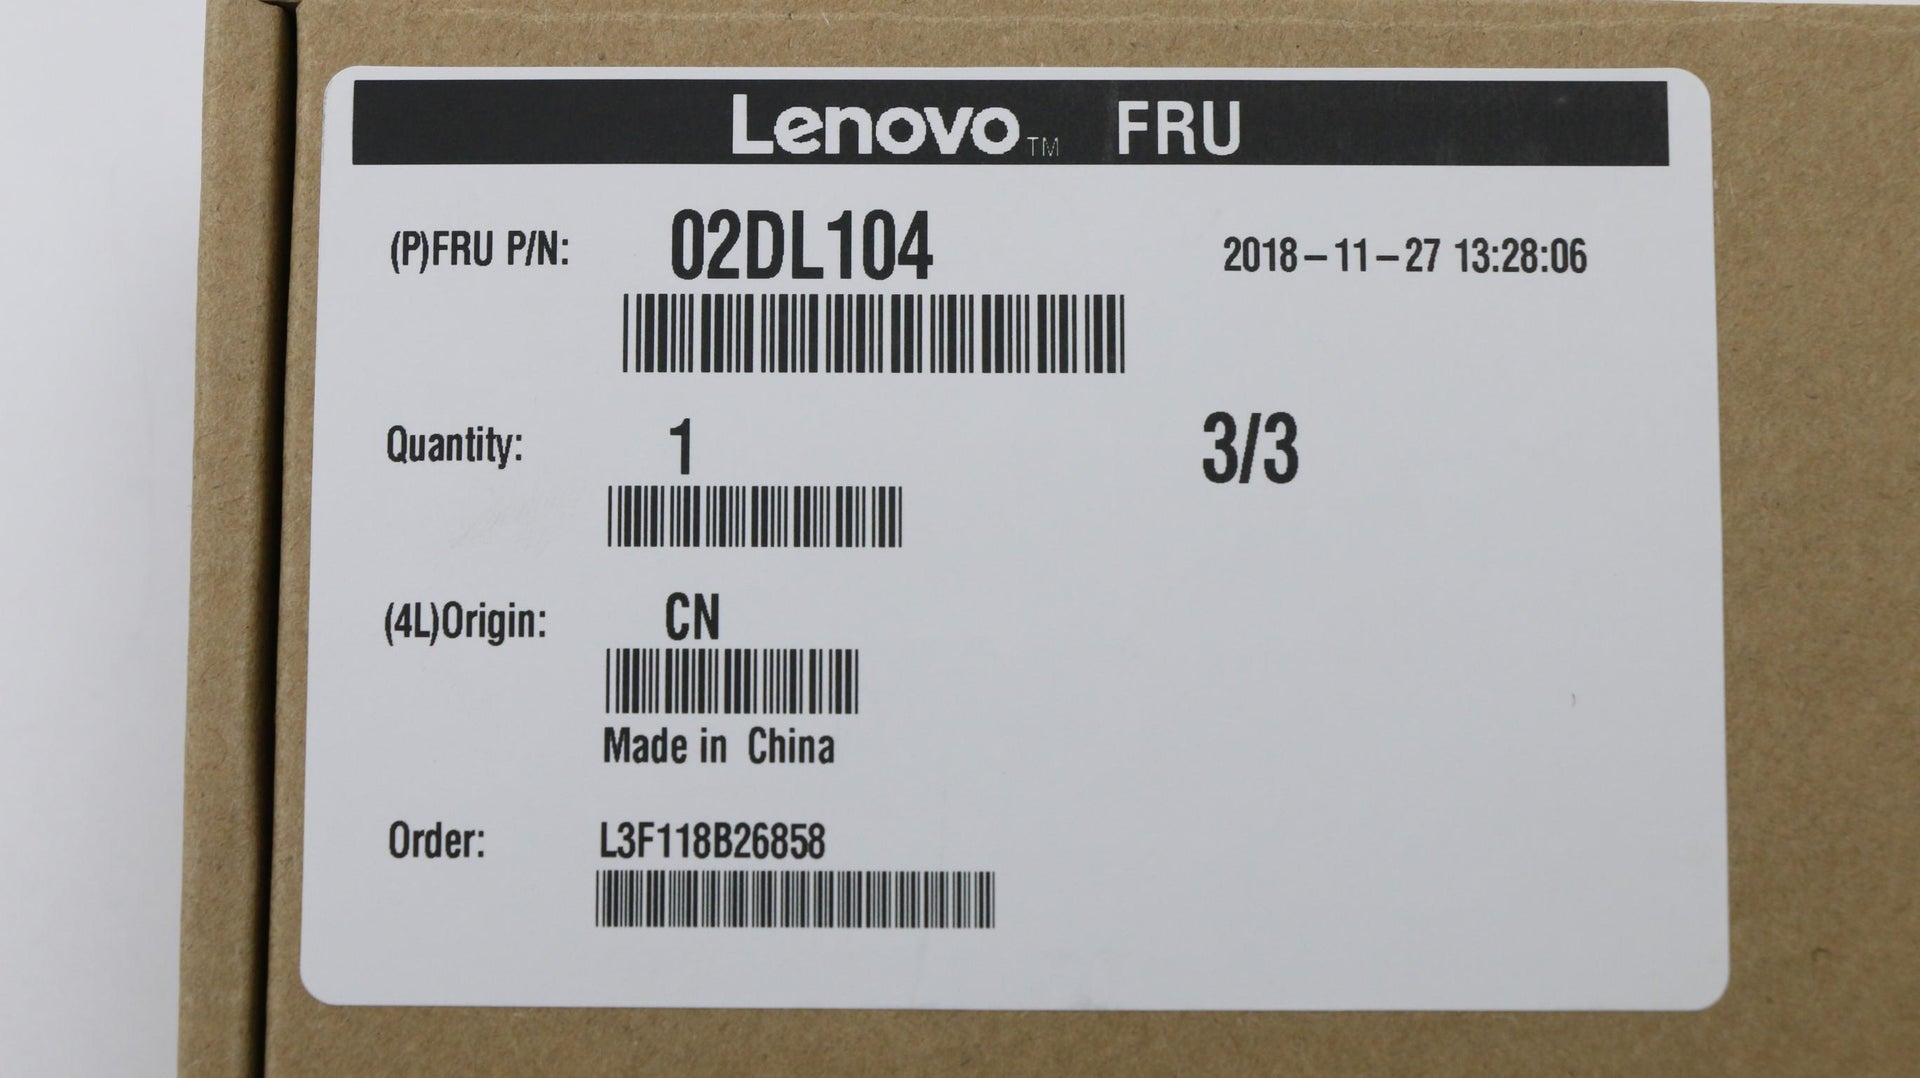 Lenovo™ FRU
(P)FRU P/N: 02DL104 2018-11-27 13:28:06
Quantity: 1 3/3
(4L)Origin: CN
Made in China
Order: L3F118B26858